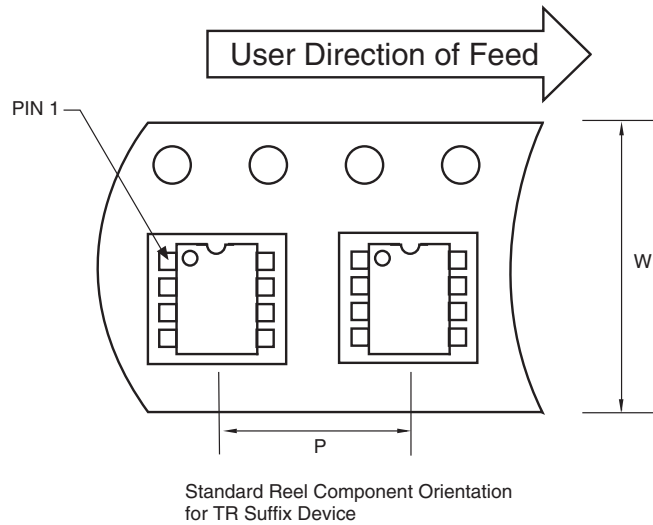 User Direction of Feed
PIN 1
W
P
Standard Reel Component Orientation
for TR Suffix Device